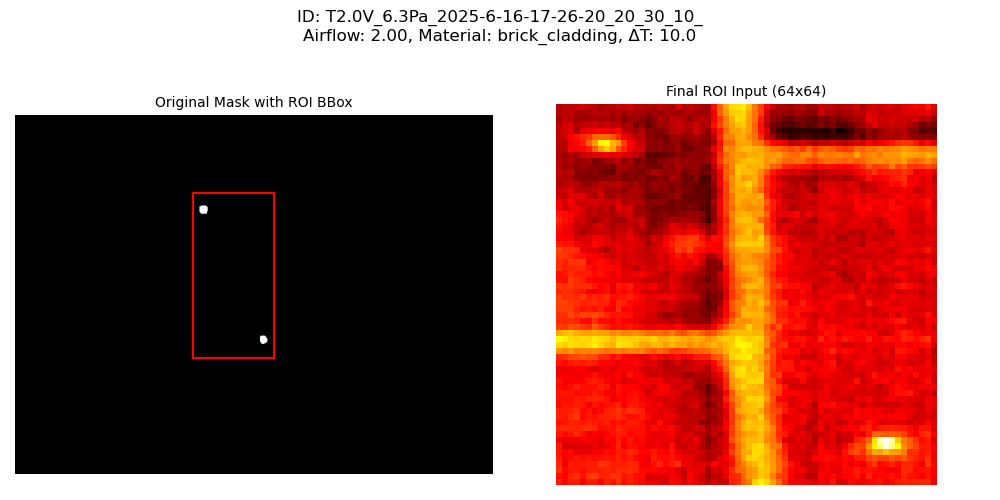 ID: T2.0V_6.3Pa_2025-6-16-17-26-20_20_30_10_
Airflow: 2.00, Material: brick_cladding, ΔT: 10.0
Original Mask with ROI BBox
Final ROI Input (64x64)